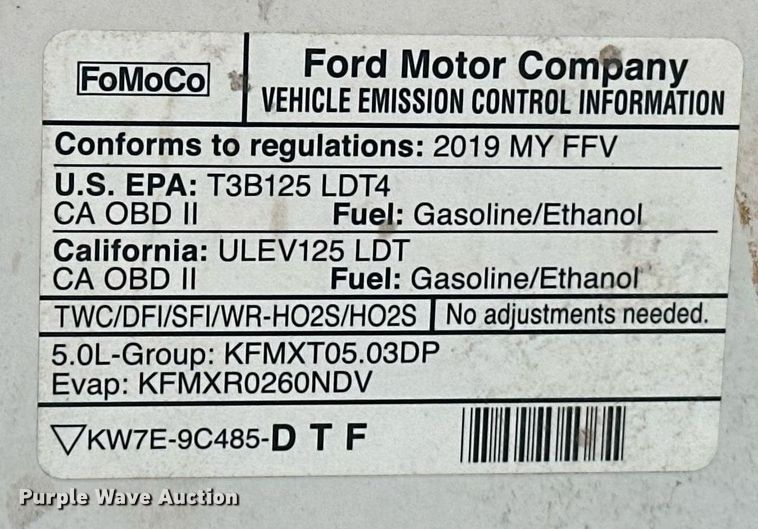 FoMoCo
Ford Motor Company
VEHICLE EMISSION CONTROL INFORMATION
Conforms to regulations: 2019 MY FFV
U.S. EPA: T3B125 LDT4
CA OBD II Fuel: Gasoline/Ethanol
California: ULEV125 LDT
CA OBD II Fuel: Gasoline/Ethanol
TWC/DFI/SFI/WR-HO2S/HO2S No adjustments needed.
5.0L-Group: KFMXT05.03DP
Evap: KFMXR0260NDV
▽KW7E-9C485-D T F
Purple Wave Auction